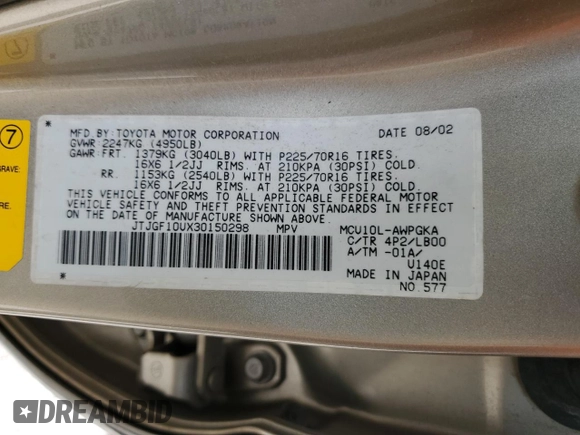 7
GRAVE.
RE.
MFD. BY: TOYOTA MOTOR CORPORATION DATE 08/02
GVWR 2247KG (4950LB)
GAWR: FRT. 1379KG (3040LB) WITH P225/70R16 TIRES.
16X6 1/2JJ RIMS. AT 210KPA (30PSI) COLD.
RR. 1153KG (2540LB) WITH P225/70R16 TIRES.
16X6 1/2JJ RIMS. AT 210KPA (30PSI) COLD.
THIS VEHICLE CONFORMS TO ALL APPLICABLE FEDERAL MOTOR
VEHICLE SAFETY AND THEFT PREVENTION STANDARDS IN EFFECT
ON THE DATE OF MANUFACTURE SHOWN ABOVE.
JTJGF10UX30150298 MPV MCU10L-AWPGKA
C/TR 4P2/LB00
A/TM -01A/
U140E
MADE IN JAPAN
NO.577
DREAMBID